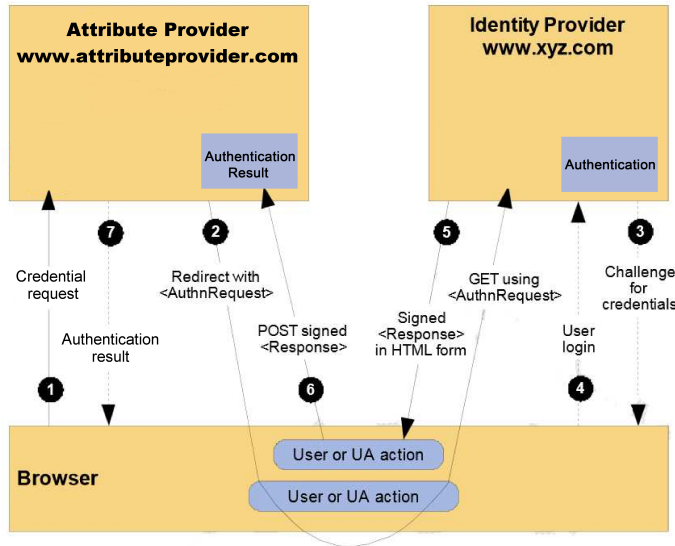 Attribute Provider
www.attributeprovider.com
Identity Provider
www.xyz.com
Authentication
Result
Authentication
7
2
5
3
Credential
request
Redirect with
<AuthnRequest>
GET using
<AuthnRequest>
Challenge
for
credentials
Authentication
result
POST signed
<Response>
Signed
<Response>
in HTML form
User
login
1
6
4
Browser
User or UA action
User or UA action